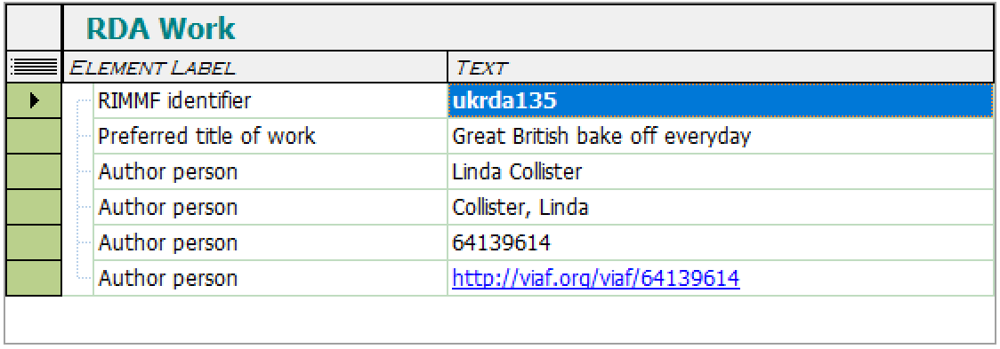 RDA Work
ELEMENT LABEL TEXT
RIMMF identifier ukrda135
Preferred title of work Great British bake off everyday
Author person Linda Collister
Author person Collister, Linda
Author person 64139614
Author person http://viaf.org/viaf/64139614